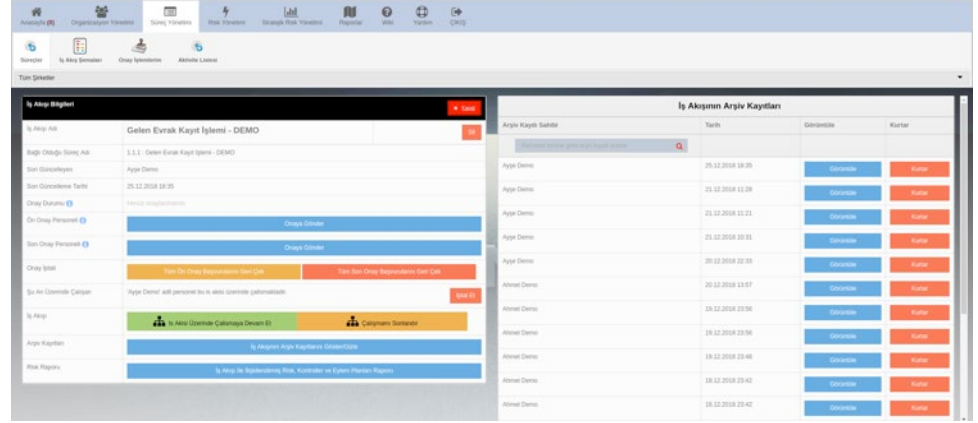 Anasayfa (0) Organizasyon Yönetimi Süreç Yönetimi Risk Yönetimi Stratejik Risk Yönetimi Raporlar Wiki Yardım ÇIKIŞ
Süreçler İş Akış Şemaları Onay İşlemlerim Aktivite Listesi
Tüm Şirketler
İş Akışı Bilgileri
İş Akışının Arşiv Kayıtları
İş Akışı Adı Gelen Evrak Kayıt İşlemi - DEMO Sil
Arşiv Kaydı Sahibi Tarih Görüntüle Kurtar
Bağlı Olduğu Süreç Adı 1.1.1 : Gelen Evrak Kayıt İşlemi - DEMO
Son Güncelleyen Ayşe Demo
Son Güncelleme Tarihi 25.12.2018 18:35
Onay Durumu
Ön Onay Personeli Onaya Gönder
Son Onay Personeli Onaya Gönder
Onay İptali Tüm Ön Onay Başvurularını Geri Çek Tüm Son Onay Başvurularını Geri Çek
Şu An Üzerinde Çalışan 'Ayşe Demo' adlı personel bu iş akışı üzerinde çalışmaktadır. İptal Et
İş Akışı İş Akışı Üzerinde Çalışmaya Devam Et Çalışmamı Sonlandır
Arşiv Kayıtları İş Akışının Arşiv Kayıtlarını Göster/Gizle
Risk Raporu İş Akışı İle İlişkilendirmiş Risk, Kontroller ve Eylem Planları Raporu
Ayşe Demo 25.12.2018 18:35 Görüntüle Kurtar
Ayşe Demo 21.12.2018 11:28 Görüntüle Kurtar
Ayşe Demo 21.12.2018 11:21 Görüntüle Kurtar
Ayşe Demo 21.12.2018 10:31 Görüntüle Kurtar
Ayşe Demo 20.12.2018 22:33 Görüntüle Kurtar
Ahmet Demo 20.12.2018 13:57 Görüntüle Kurtar
Ahmet Demo 19.12.2018 23:56 Görüntüle Kurtar
Ahmet Demo 19.12.2018 23:56 Görüntüle Kurtar
Ahmet Demo 19.12.2018 23:48 Görüntüle Kurtar
Ahmet Demo 18.12.2018 23:42 Görüntüle Kurtar
Ahmet Demo 18.12.2018 23:42 Görüntüle Kurtar